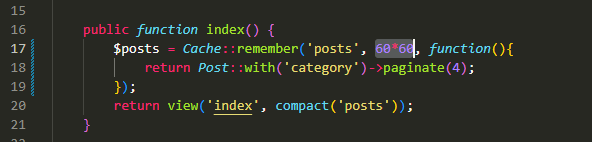 15
16 public function index() {
17 $posts = Cache::remember('posts', 60*60, function(){
18 return Post::with('category')->paginate(4);
19 });
20 return view('index', compact('posts'));
21 }
22